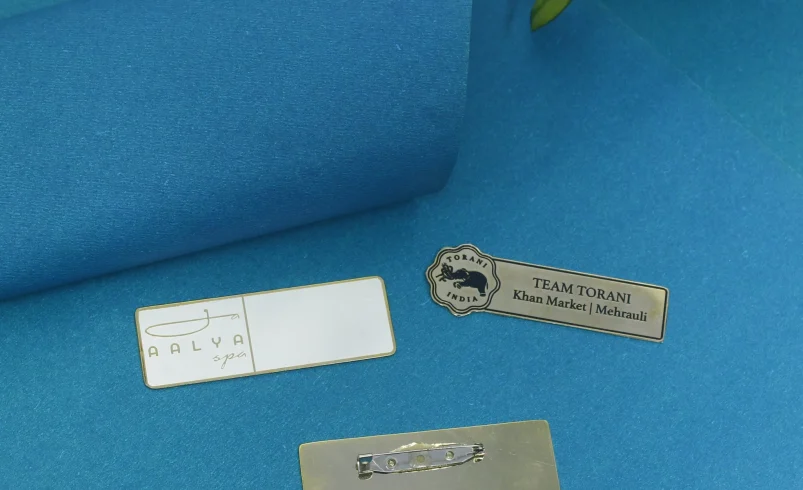 AALYA
spa
TORANI
INDIA
TEAM TORANI
Khan Market | Mehrauli